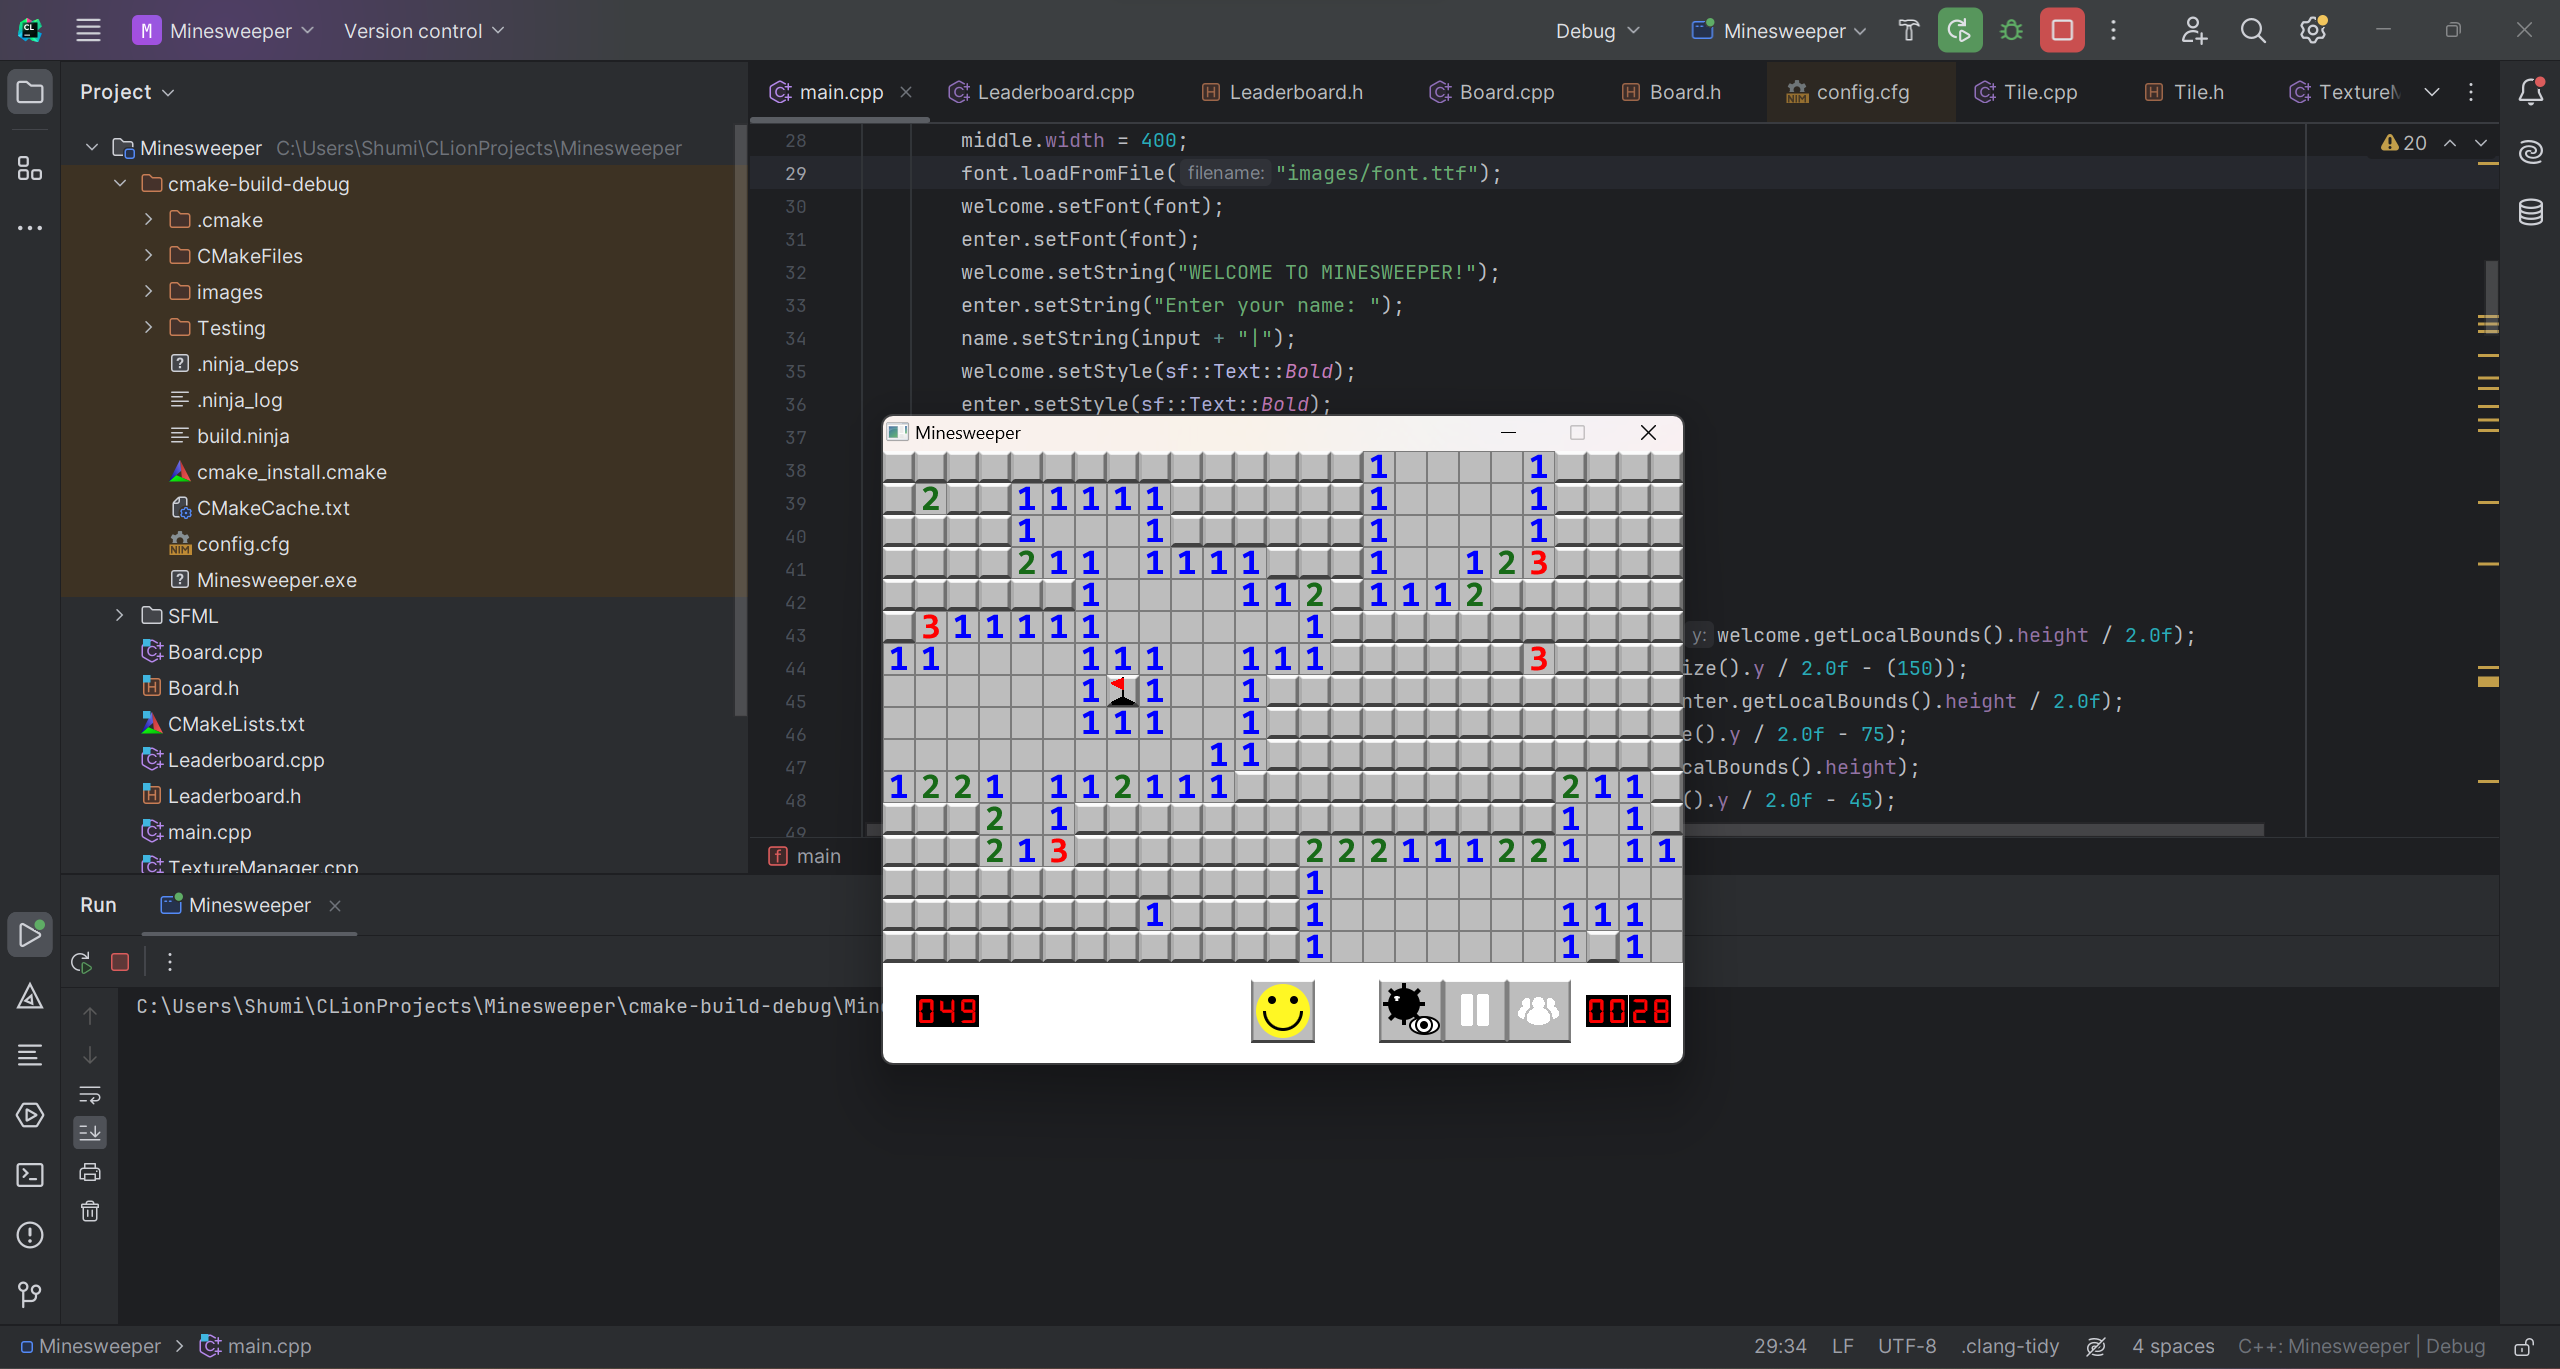 M Minesweeper Version control Debug Minesweeper
Project
main.cpp Leaderboard.cpp Leaderboard.h Board.cpp Board.h config.cfg Tile.cpp Tile.h
Minesweeper C:\Users\Shumi\CLionProjects\Minesweeper
cmake-build-debug
.cmake
CMakeFiles
images
Testing
.ninja_deps
.ninja_log
build.ninja
cmake_install.cmake
CMakeCache.txt
config.cfg
Minesweeper.exe
SFML
Board.cpp
Board.h
CMakeLists.txt
Leaderboard.cpp
Leaderboard.h
main.cpp
TextureManager.cpp
20
28 middle.width = 400;
29 font.loadFromFile( filename: "images/font.ttf");
30 welcome.setFont(font);
31 enter.setFont(font);
32 welcome.setString("WELCOME TO MINESWEEPER!");
33 enter.setString("Enter your name: ");
34 name.setString(input + "|");
35 welcome.setStyle(sf::Text::Bold);
36 enter.setStyle(sf::Text::Bold);
37
38
39
40
41
42
43 y: welcome.getLocalBounds().height / 2.0f);
44 ize().y / 2.0f - (150));
45 nter.getLocalBounds().height / 2.0f);
46 e().y / 2.0f - 75);
47 calBounds().height);
48 ().y / 2.0f - 45);
49
main
Minesweeper
1 1
2 1 1 1 1 1 1 1
1 1 1 1
2 1 1 1 1 1 1 1 1 2 3
1 1 1 2 1 1 1 2
3 1 1 1 1 1 1
1 1 1 1 1 1 1 1 3
1 1 1
1 1 1 1
1 1
1 2 2 1 1 1 2 1 1 1 2 1 1
2 1 1 1
2 1 3 2 2 2 1 1 1 2 2 1 1 1
1
1 1 1 1 1
1 1 1
049 0028
Run Minesweeper
C:\Users\Shumi\CLionProjects\Minesweeper\cmake-build-debug\Min
Minesweeper > main.cpp 29:34 LF UTF-8 .clang-tidy 4 spaces C++: Minesweeper | Debug